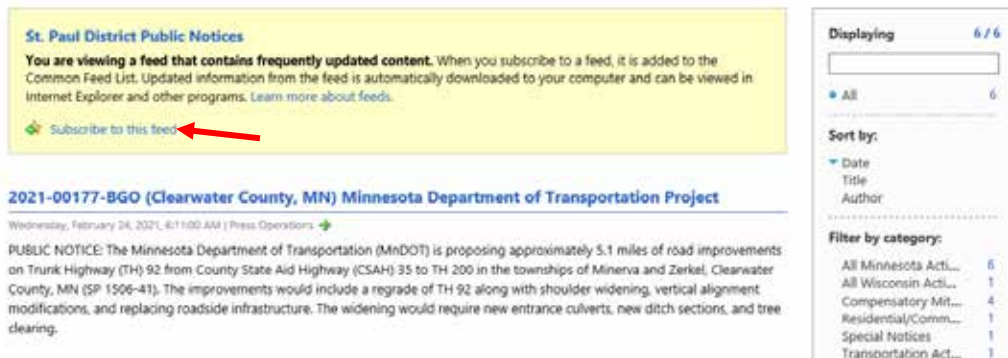 St. Paul District Public Notices
You are viewing a feed that contains frequently updated content. When you subscribe to a feed, it is added to the
Common Feed List. Updated information from the feed is automatically downloaded to your computer and can be viewed in
Internet Explorer and other programs. Learn more about feeds.
Subscribe to this feed
2021-00177-BGO (Clearwater County, MN) Minnesota Department of Transportation Project
Wednesday, February 24, 2021, 6:11:00 AM | Press Operations
PUBLIC NOTICE: The Minnesota Department of Transportation (MnDOT) is proposing approximately 5.1 miles of road improvements
on Trunk Highway (TH) 92 from County State Aid Highway (CSAH) 35 to TH 200 in the townships of Minerva and Zerkel, Clearwater
County, MN (SP 1506-41). The improvements would include a regrade of TH 92 along with shoulder widening, vertical alignment
modifications, and replacing roadside infrastructure. The widening would require new entrance culverts, new ditch sections, and tree
clearing.
Displaying 6 / 6
All 6
Sort by:
Date
Title
Author
Filter by category:
All Minnesota Acti... 6
All Wisconsin Acti... 1
Compensatory Mit... 4
Residential/Comm... 1
Special Notices 1
Transportation Act... 1